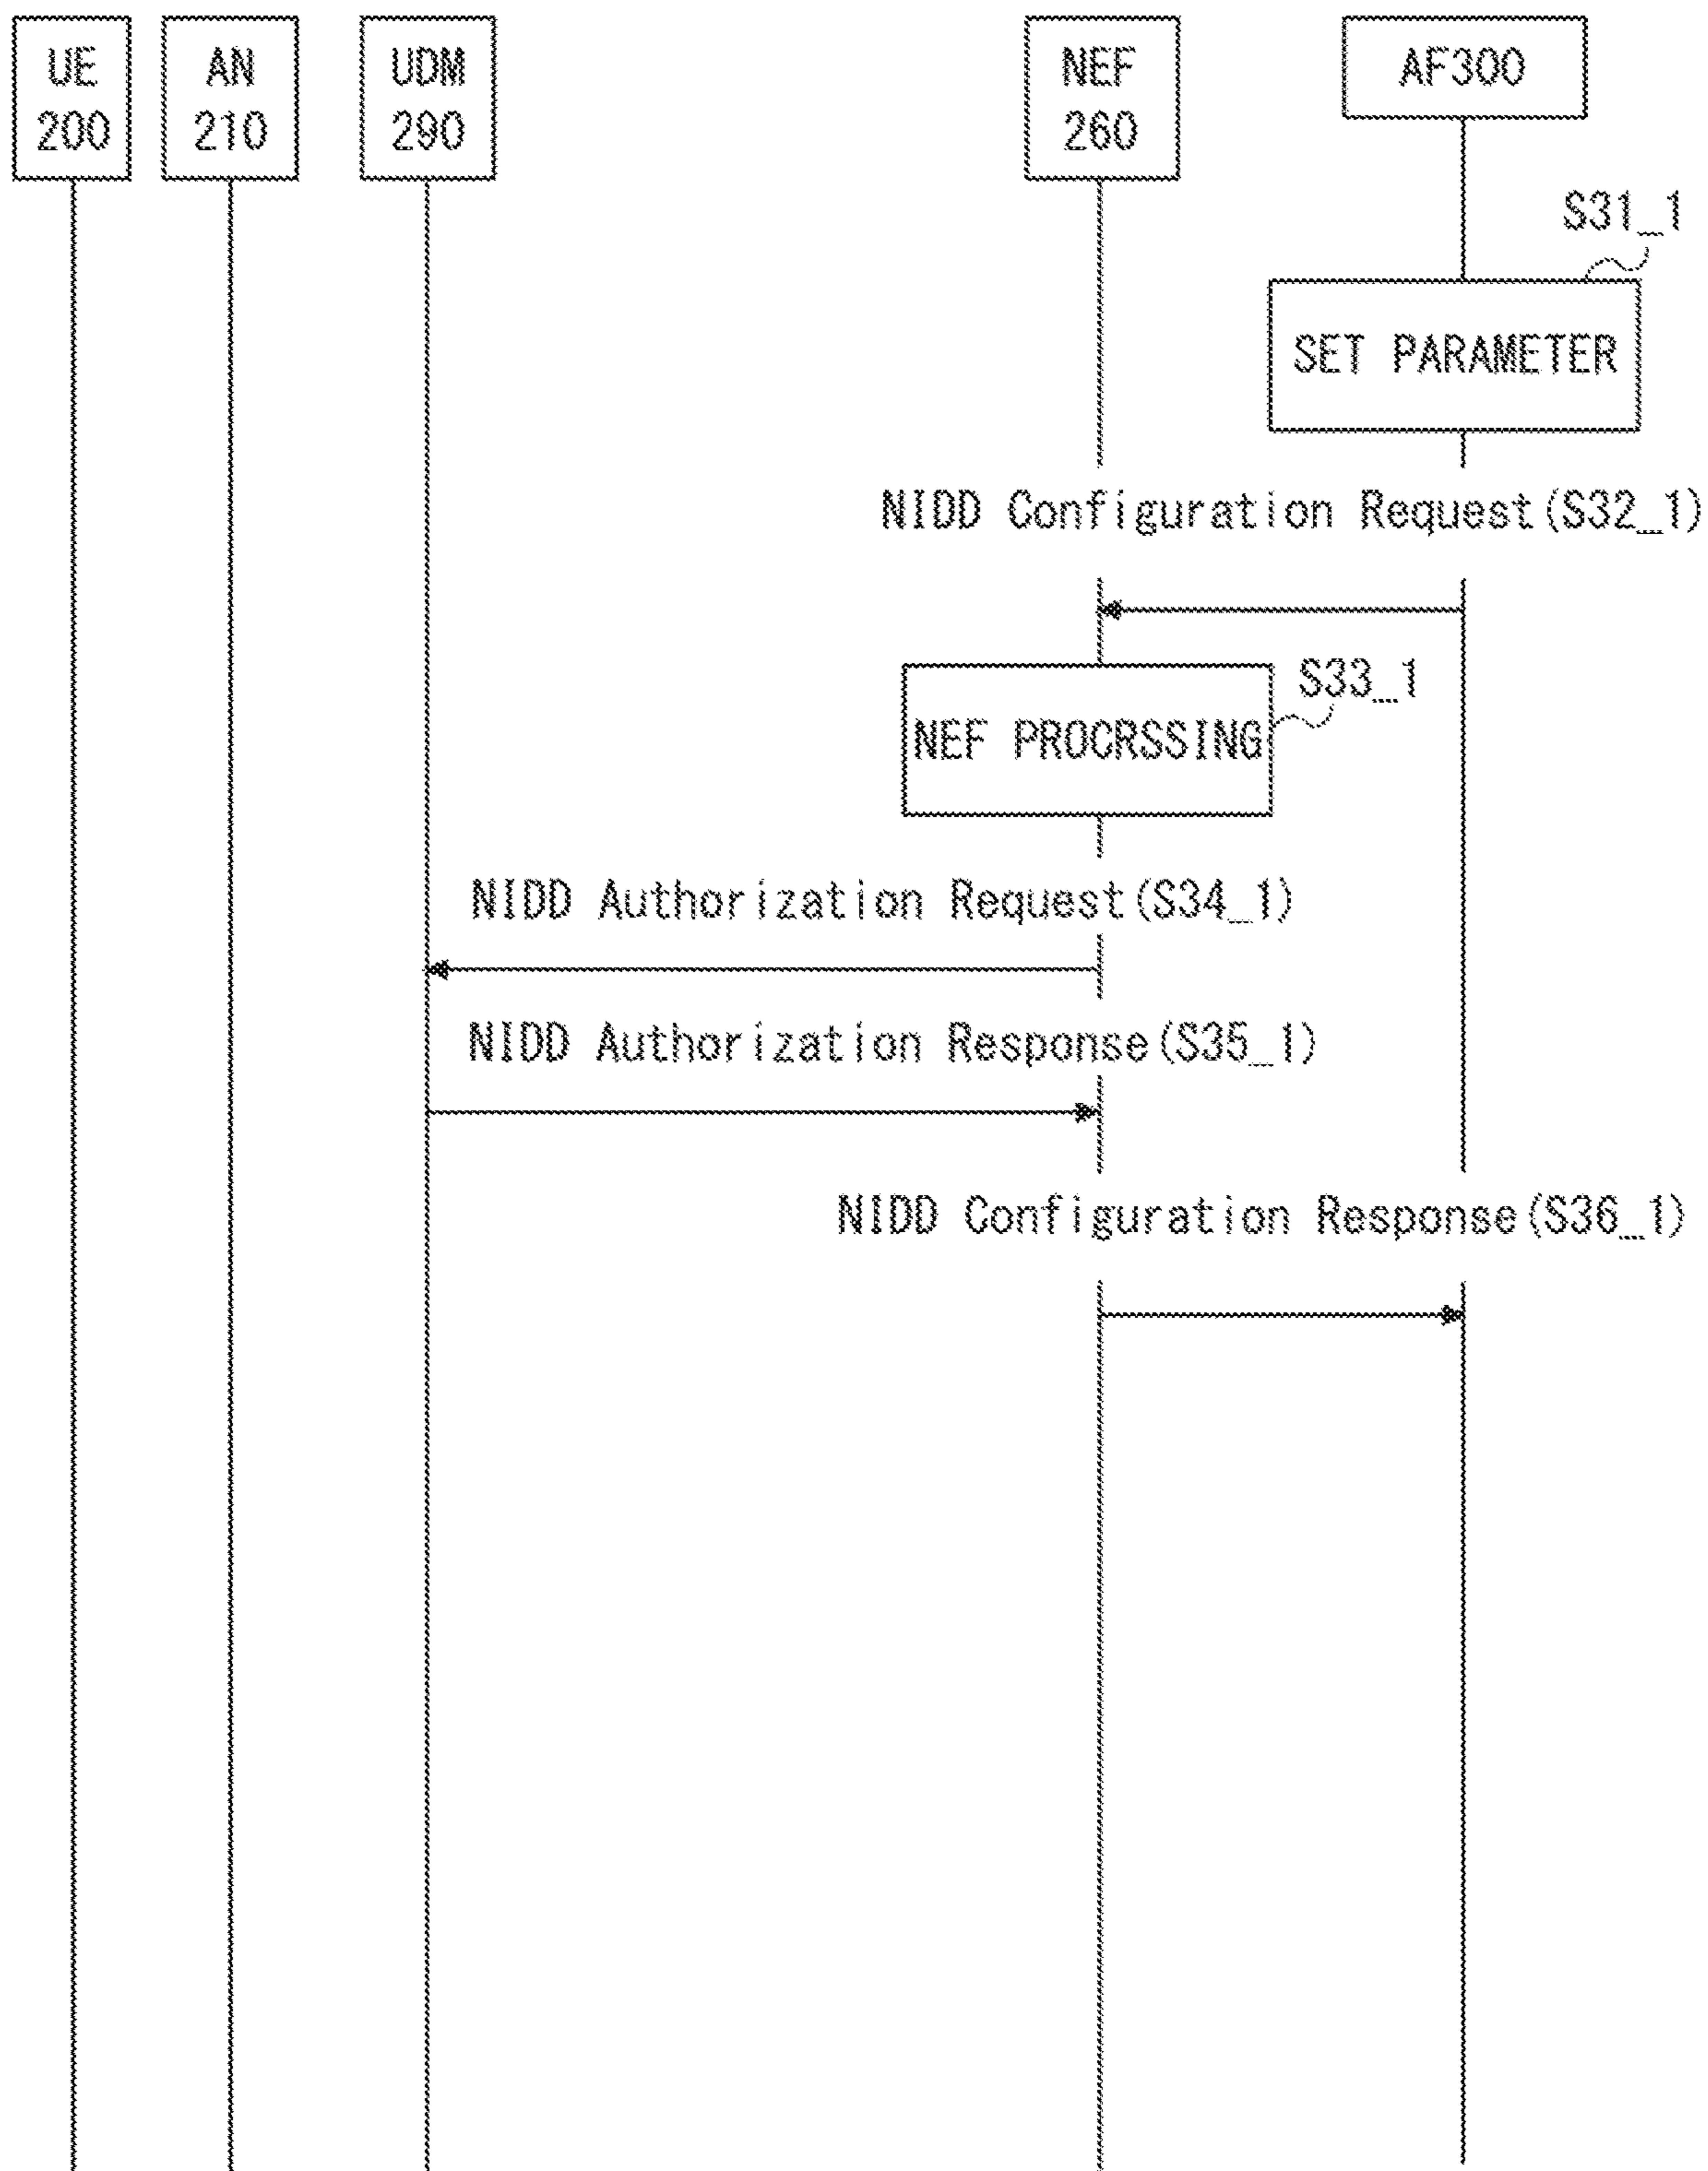 UE
200
AN
210
UDM
290
NEF
260
AF300
S31_1
SET PARAMETER
NIDD Configuration Request(S32_1)
S33_1
NEF PROCRSSING
NIDD Authorization Request(S34_1)
NIDD Authorization Response(S35_1)
NIDD Configuration Response(S36_1)